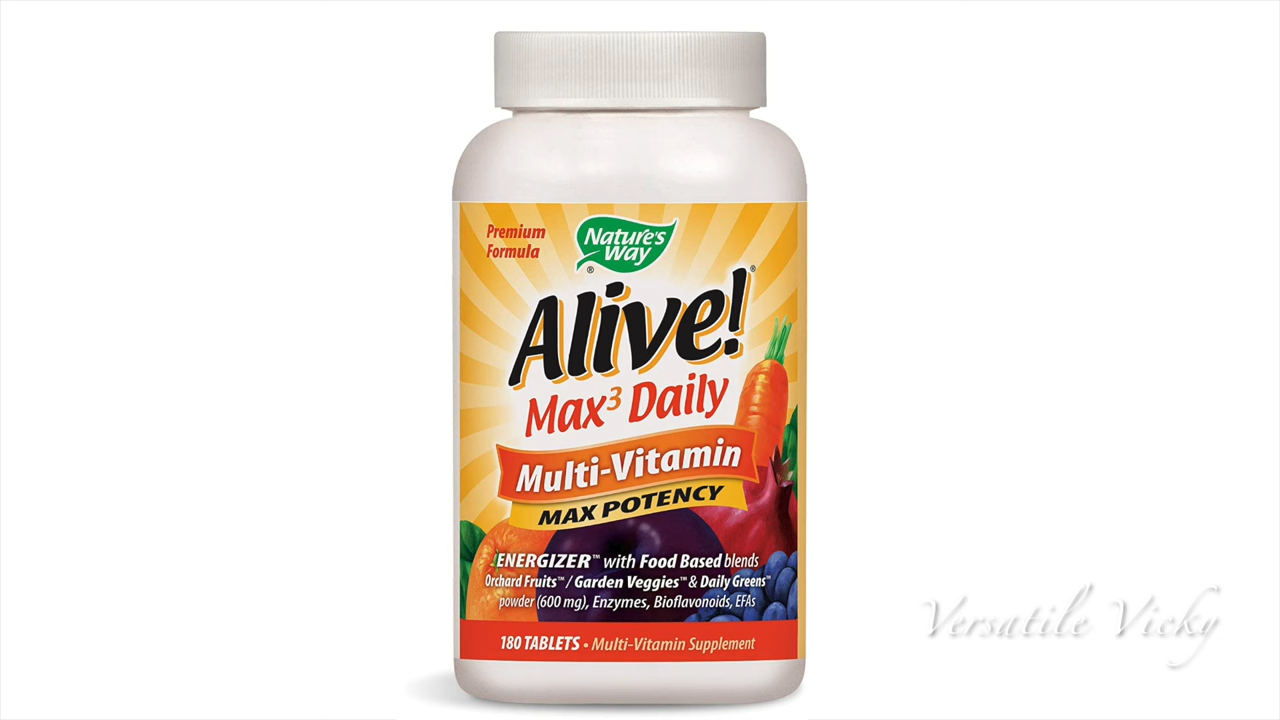 Premium
Formula
Nature's
Way
®
Alive!®
Max³ Daily
Multi-Vitamin
MAX POTENCY
!ENERGIZER™ with Food Based blends
Orchard Fruits™ / Garden Veggies™ & Daily Greens™
powder (600 mg), Enzymes, Bioflavonoids, EFAs
180 TABLETS • Multi-Vitamin Supplement
Versatile Vicky